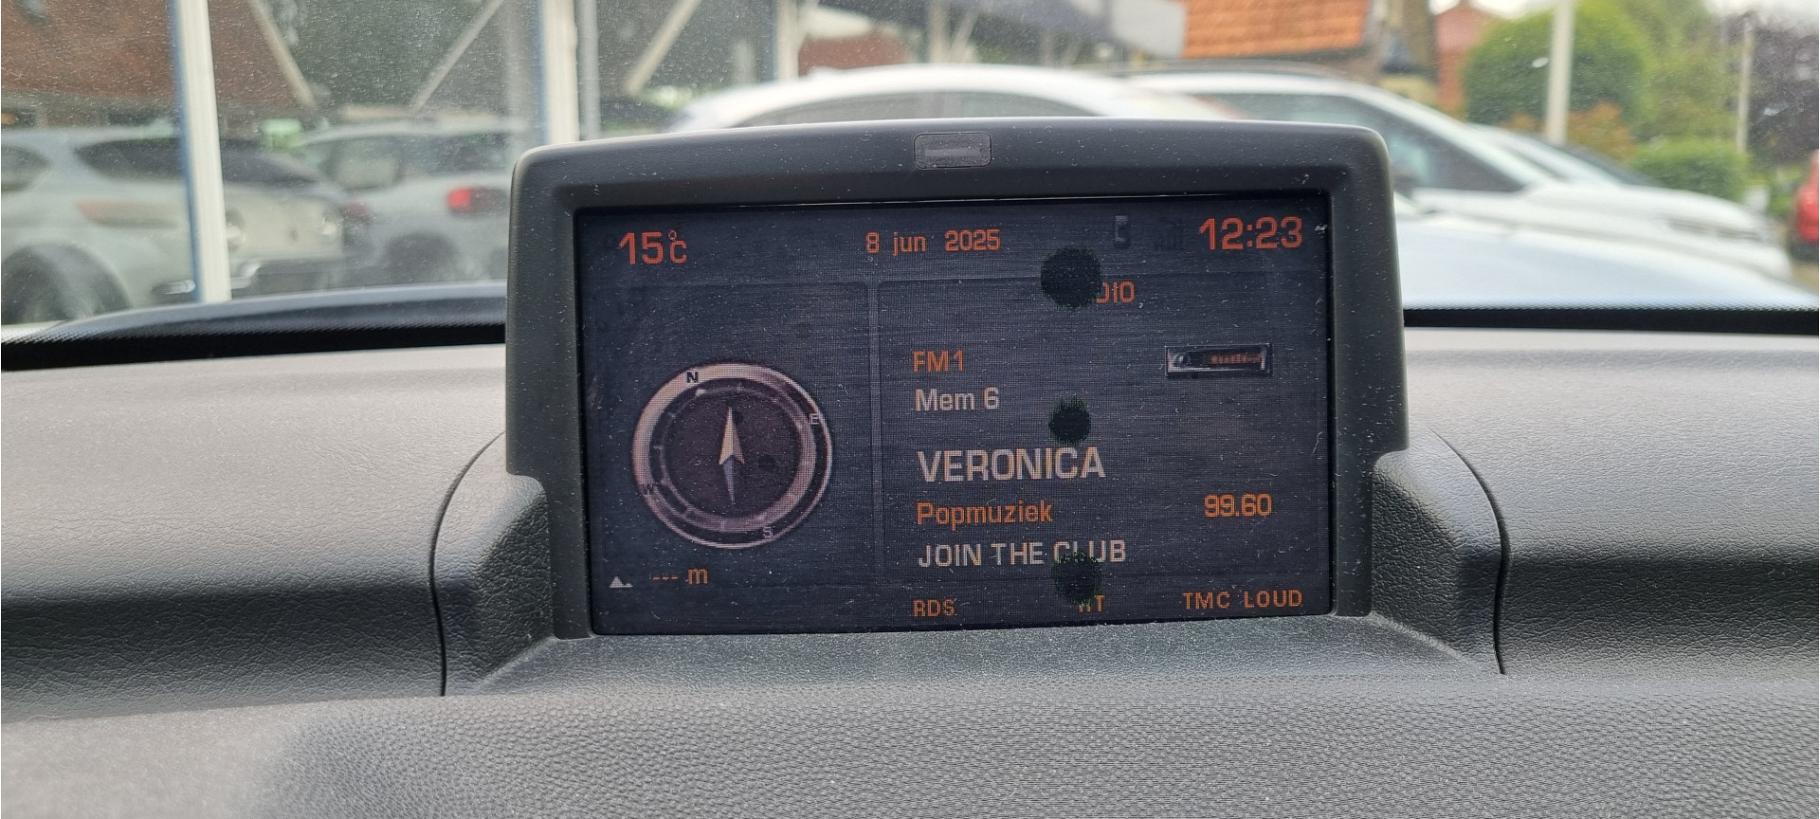 15°C
8 jun 2025
12:23
FM1
Mem 6
N
E
W
S
VERONICA
Popmuziek
99.60
JOIN THE CLUB
--- m
RDS
TMC LOUD